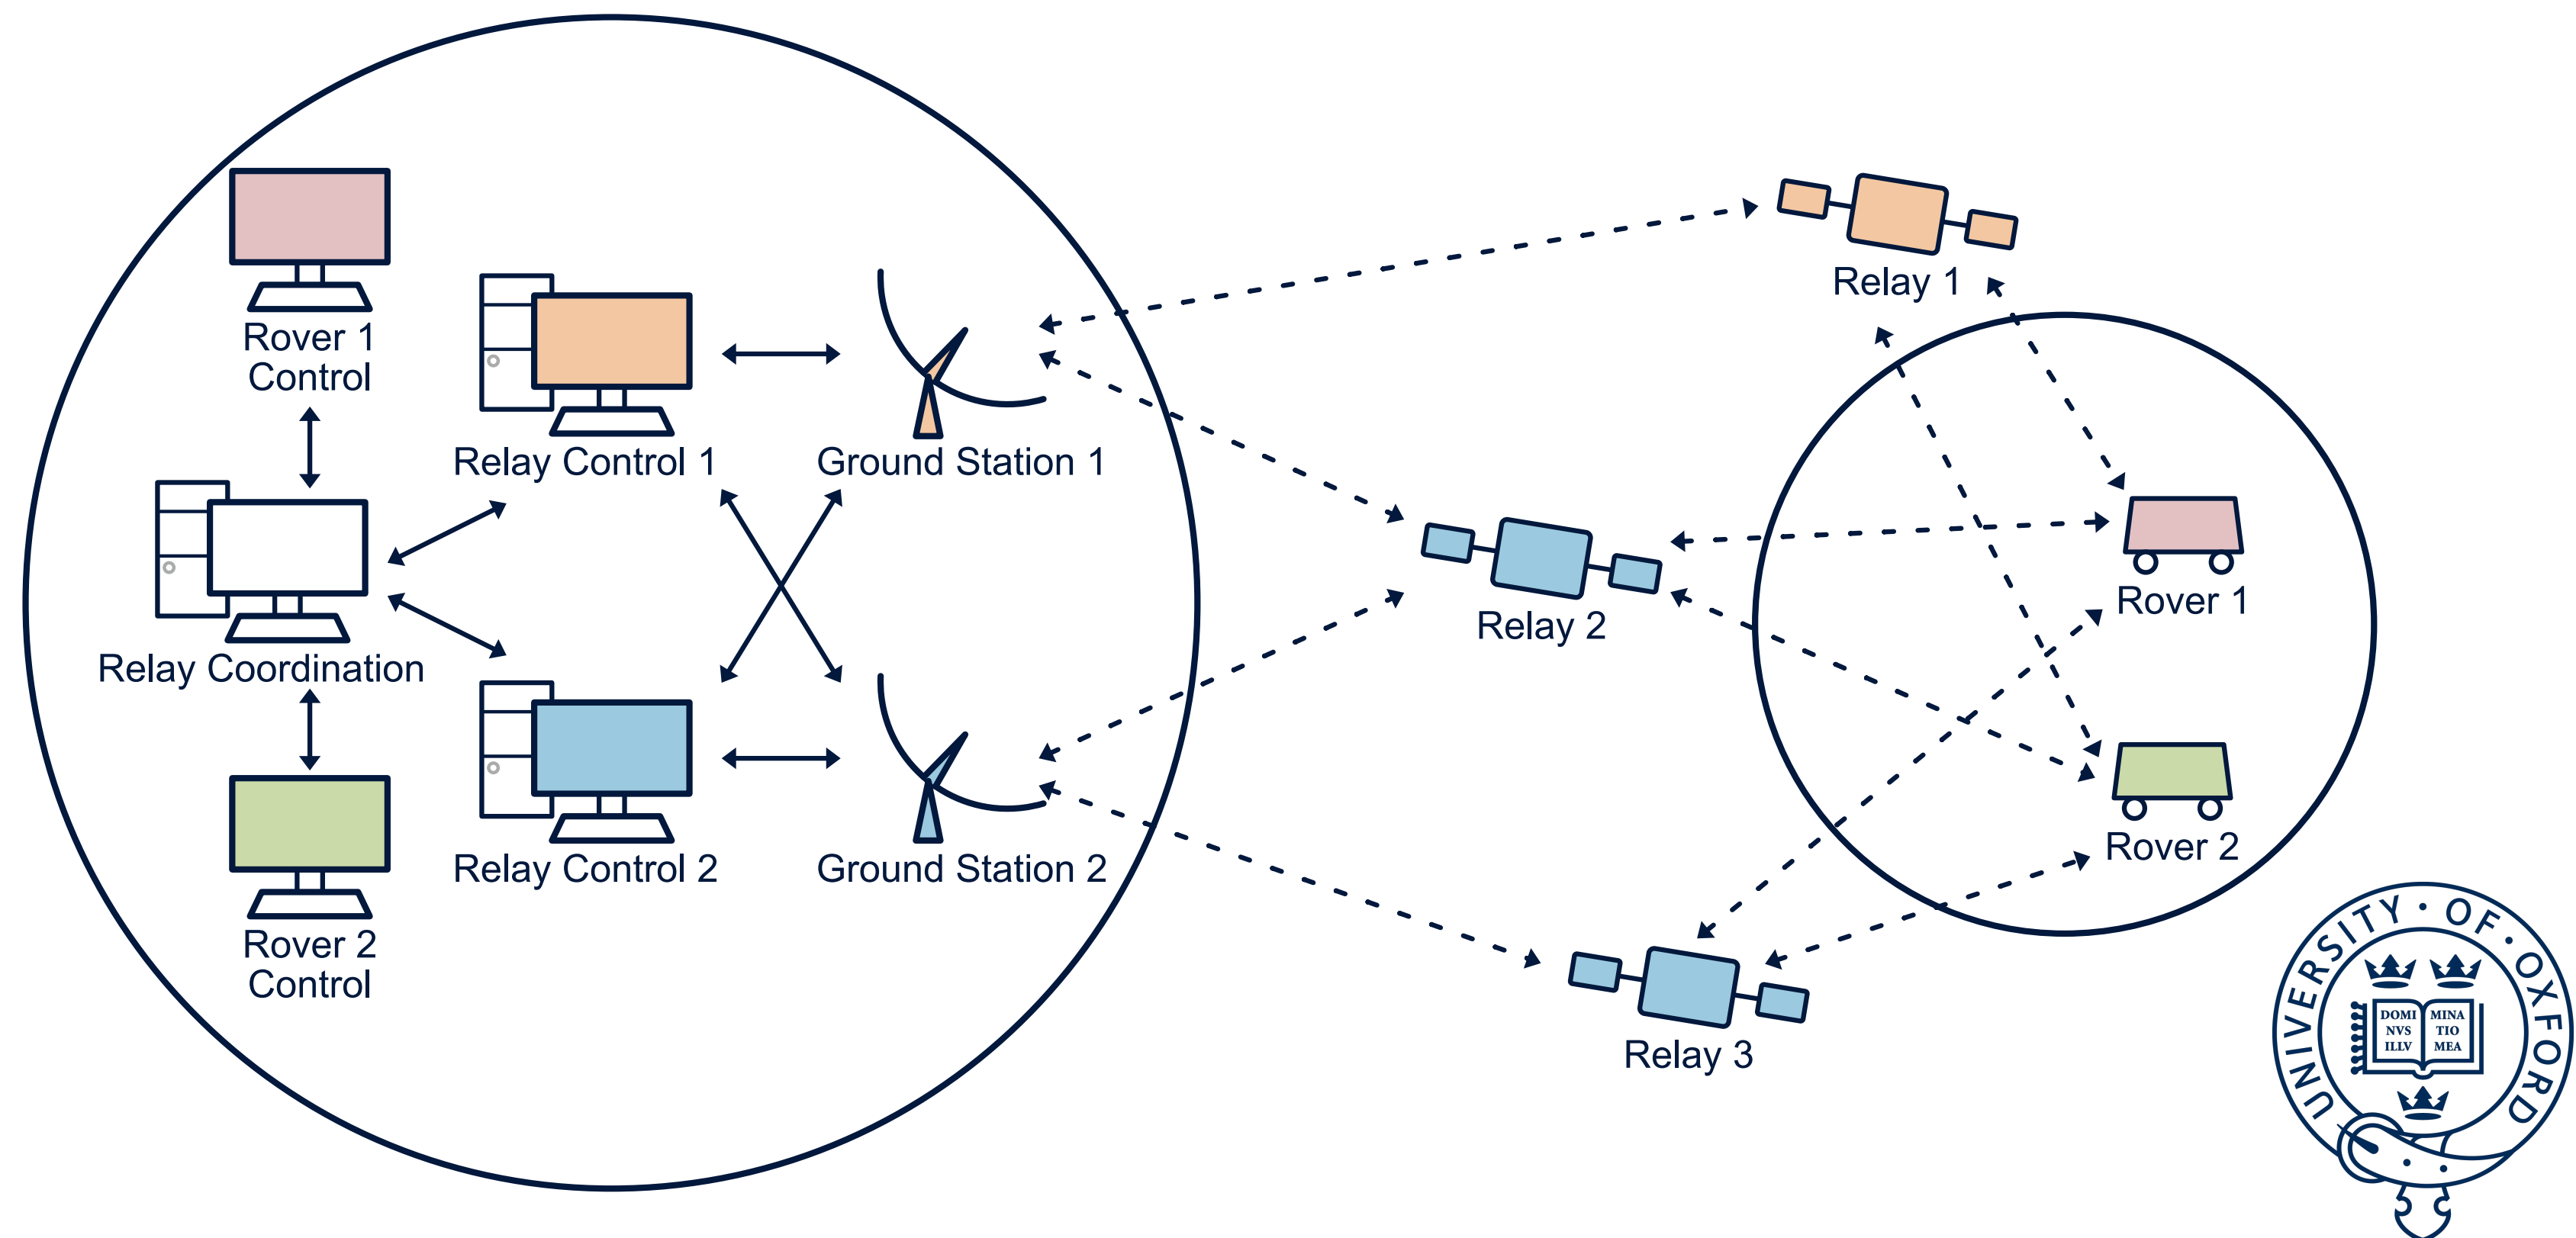 Rover 1
Control
Relay Control 1
Ground Station 1
Relay Coordination
Relay Control 2
Ground Station 2
Rover 2
Control
Relay 1
Relay 2
Relay 3
Rover 1
Rover 2
UNIVERSITY · OF · OXFORD
DOMI
NVS
ILLV
MINA
TIO
MEA